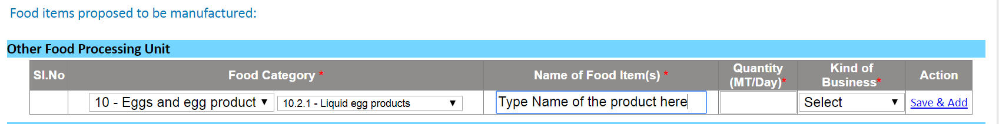 Food items proposed to be manufactured:
Other Food Processing Unit
Sl.No Food Category * Name of Food Item(s) * Quantity (MT/Day)* Kind of Business* Action
10 - Eggs and egg product ▼ 10.2.1 - Liquid egg products ▼ Type Name of the product here Select ▼ Save & Add